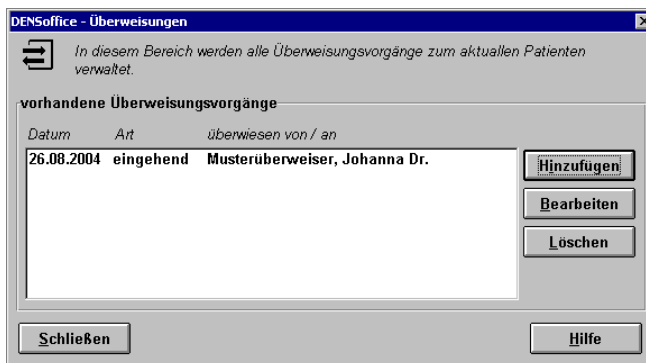 DENSoffice - Überweisungen
In diesem Bereich werden alle Überweisungsvorgänge zum aktuallen Patienten
verwaltet.
vorhandene Überweisungsvorgänge
Datum Art überwiesen von / an
26.08.2004 eingehend Musterüberweiser, Johanna Dr.
Hinzufügen
Bearbeiten
Löschen
Schließen Hilfe